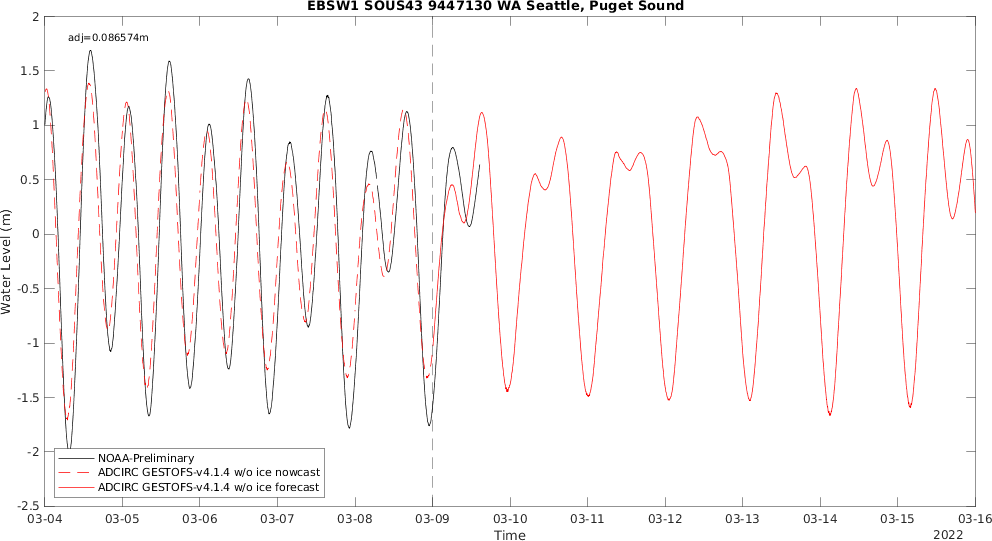 EBSW1 SOUS43 9447130 WA Seattle, Puget Sound
adj=0.086574m
2
1.5
1
0.5
0
-0.5
-1
-1.5
-2
-2.5
Water Level (m)
NOAA-Preliminary
ADCIRC GESTOFS-v4.1.4 w/o ice nowcast
ADCIRC GESTOFS-v4.1.4 w/o ice forecast
03-04 03-05 03-06 03-07 03-08 03-09 03-10 03-11 03-12 03-13 03-14 03-15 03-16
Time
2022